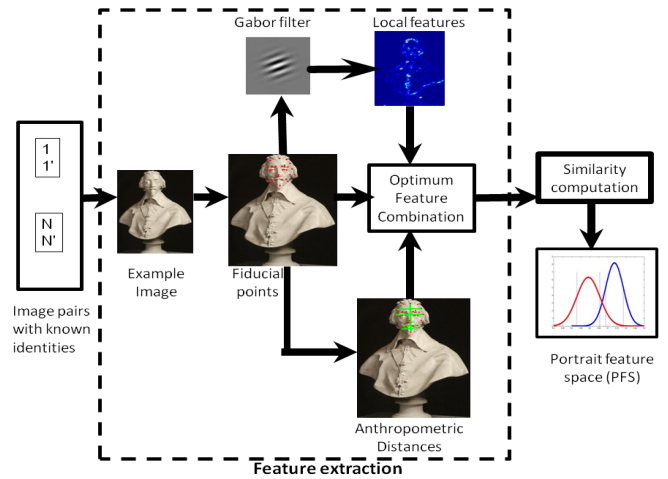 Gabor filter
Local features
1
1'
N
N'
Image pairs
with known
identities
Example
Image
Fiducial
points
Optimum
Feature
Combination
Anthropometric
Distances
Feature extraction
Similarity
computation
Portrait feature
space (PFS)